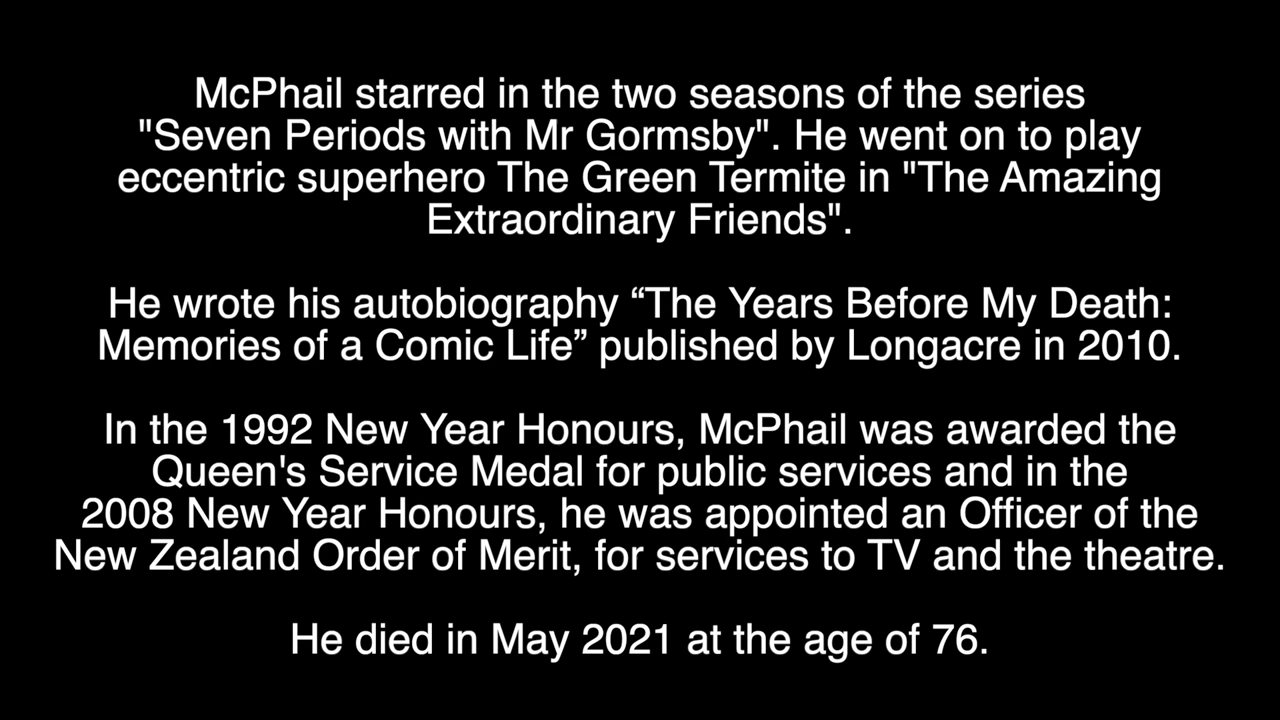 McPhail starred in the two seasons of the series
"Seven Periods with Mr Gormsby". He went on to play
eccentric superhero The Green Termite in "The Amazing
Extraordinary Friends".
He wrote his autobiography “The Years Before My Death:
Memories of a Comic Life” published by Longacre in 2010.
In the 1992 New Year Honours, McPhail was awarded the
Queen's Service Medal for public services and in the
2008 New Year Honours, he was appointed an Officer of the
New Zealand Order of Merit, for services to TV and the theatre.
He died in May 2021 at the age of 76.